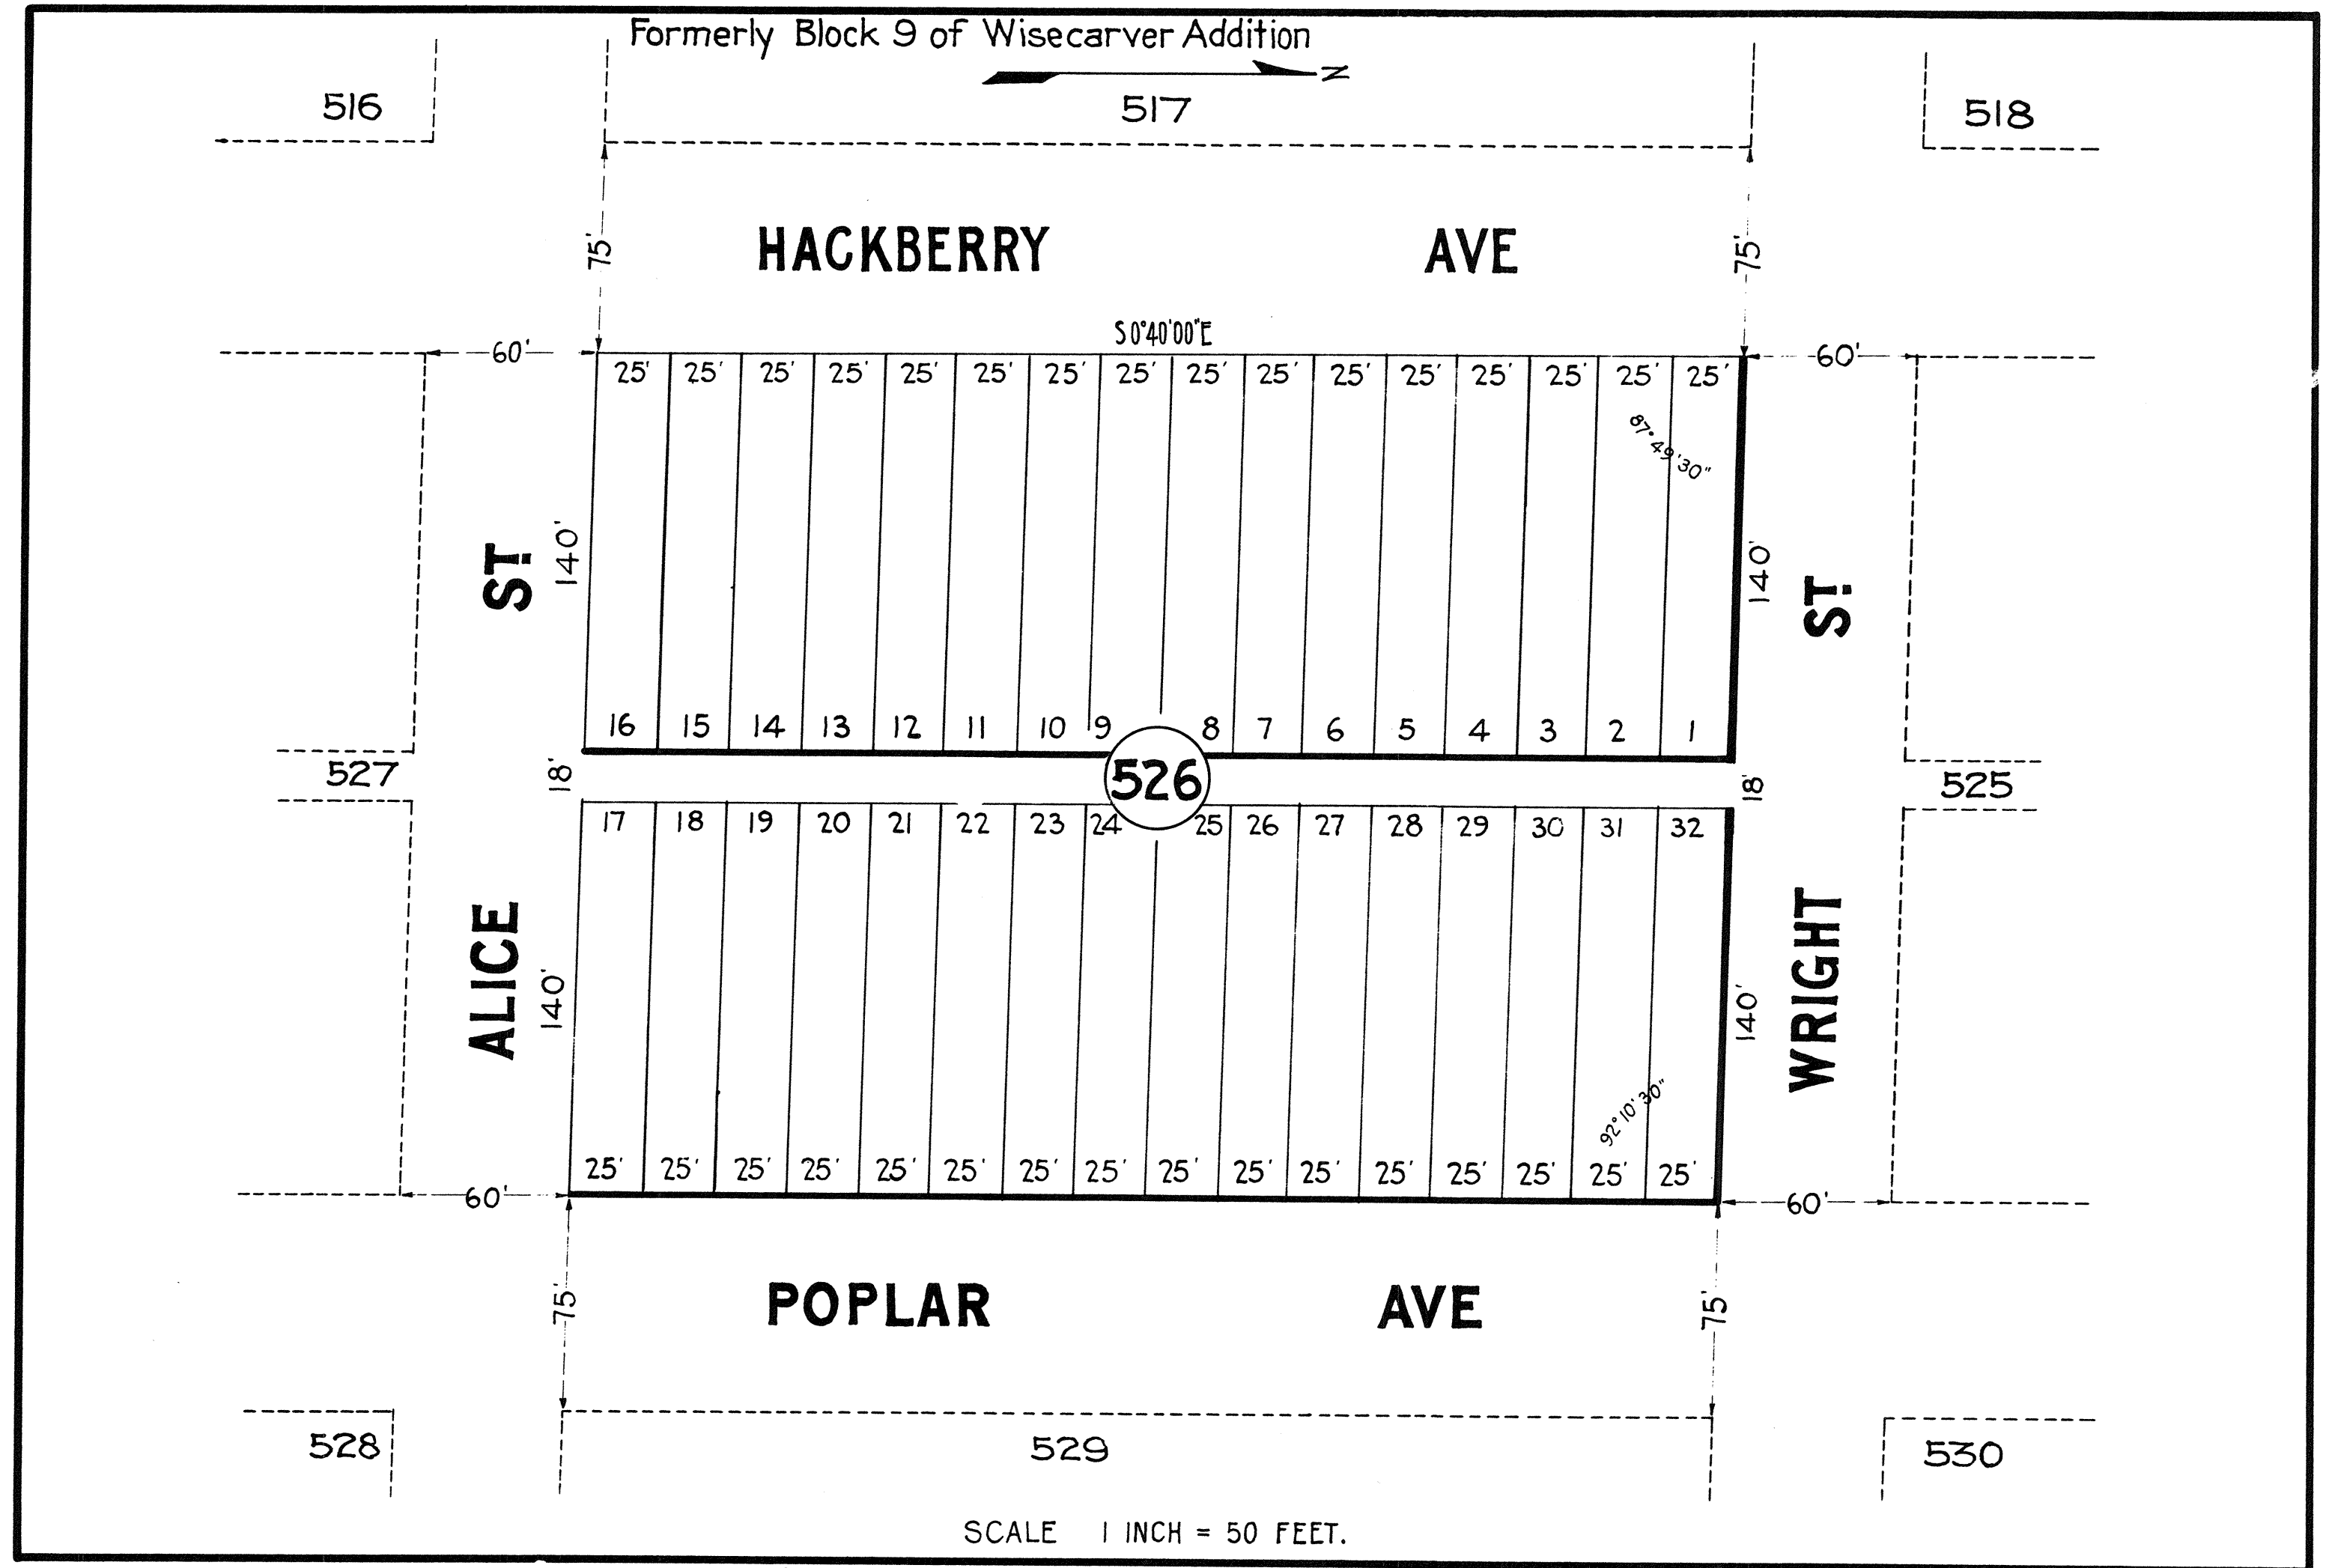 Formerly Block 9 of Wisecarver Addition
N
516 517 518
75' HACKBERRY AVE 75'
S 0°40'00"E
60' 60'
25' 25' 25' 25' 25' 25' 25' 25' 25' 25' 25' 25' 25' 25' 25' 25'
87°49'30"
ST. 140' 140' ST.
16 15 14 13 12 11 10 9 8 7 6 5 4 3 2 1
527 18' 526 18' 525
17 18 19 20 21 22 23 24 25 26 27 28 29 30 31 32
ALICE 140' 140' WRIGHT
92°10'30"
25' 25' 25' 25' 25' 25' 25' 25' 25' 25' 25' 25' 25' 25' 25' 25'
60' 60'
75' POPLAR AVE 75'
528 529 530
SCALE 1 INCH = 50 FEET.